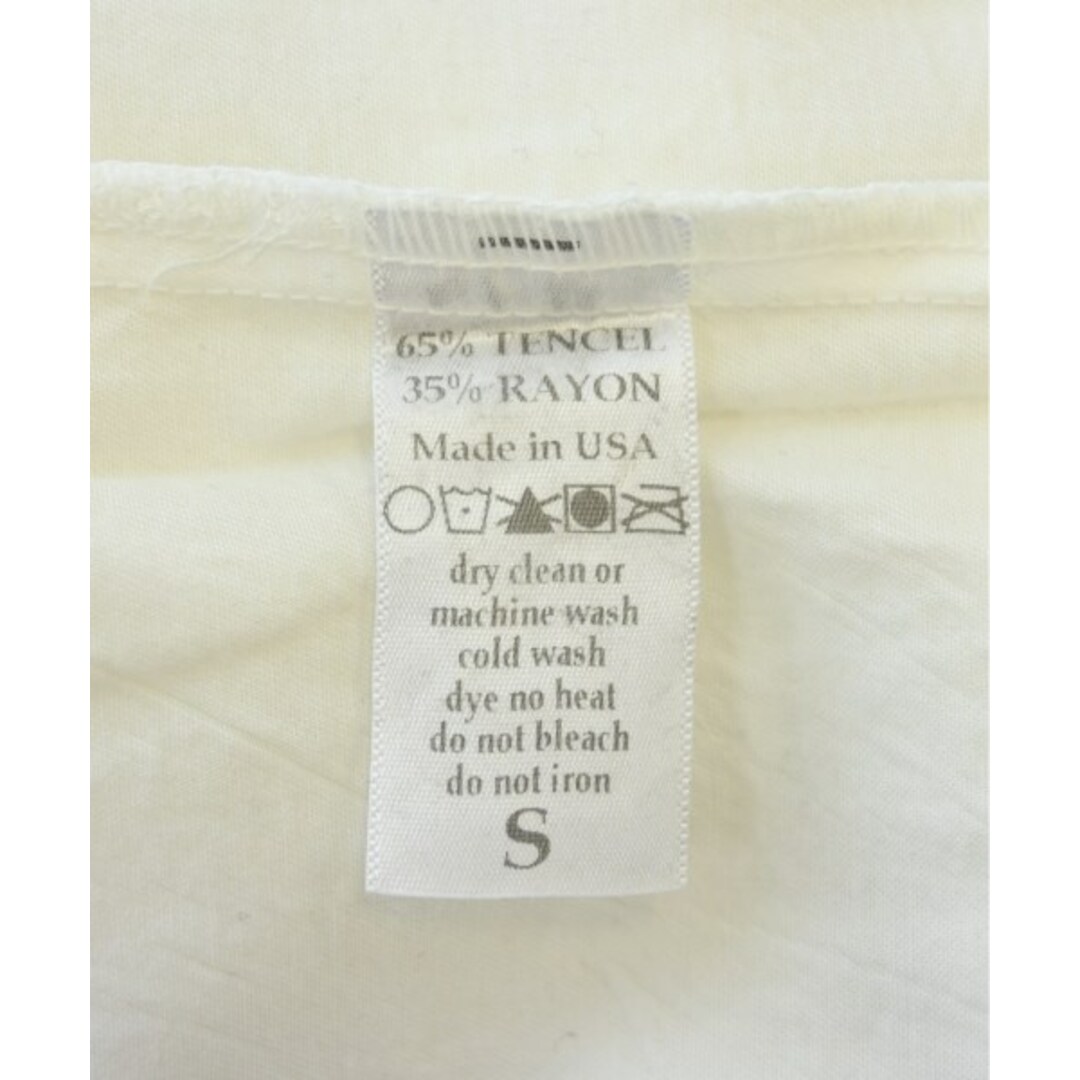 65% TENCEL
35% RAYON
Made in USA
dry clean or
machine wash
cold wash
dye no heat
do not bleach
do not iron
S